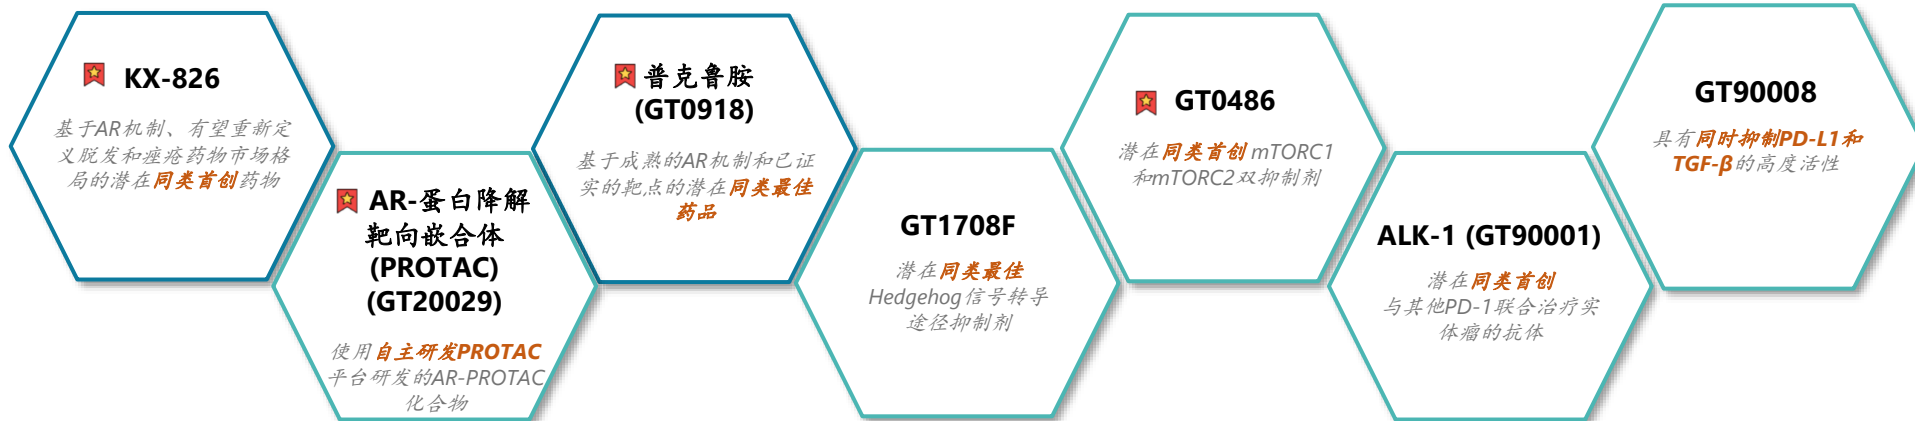 KX-826
基于AR机制、有望重新定
义脱发和痤疮药物市场格
局的潜在同类首创药物
AR-蛋白降解
靶向嵌合体
(PROTAC)
(GT20029)
使用自主研发PROTAC
平台研发的AR-PROTAC
化合物
普克鲁胺
(GT0918)
基于成熟的AR机制和已证
实的靶点的潜在同类最佳
药品
GT1708F
潜在同类最佳
Hedgehog信号转导
途径抑制剂
GT0486
潜在同类首创mTORC1
和mTORC2双抑制剂
ALK-1 (GT90001)
潜在同类首创
与其他PD-1联合治疗实
体瘤的抗体
GT90008
具有同时抑制PD-L1和
TGF-β的高度活性